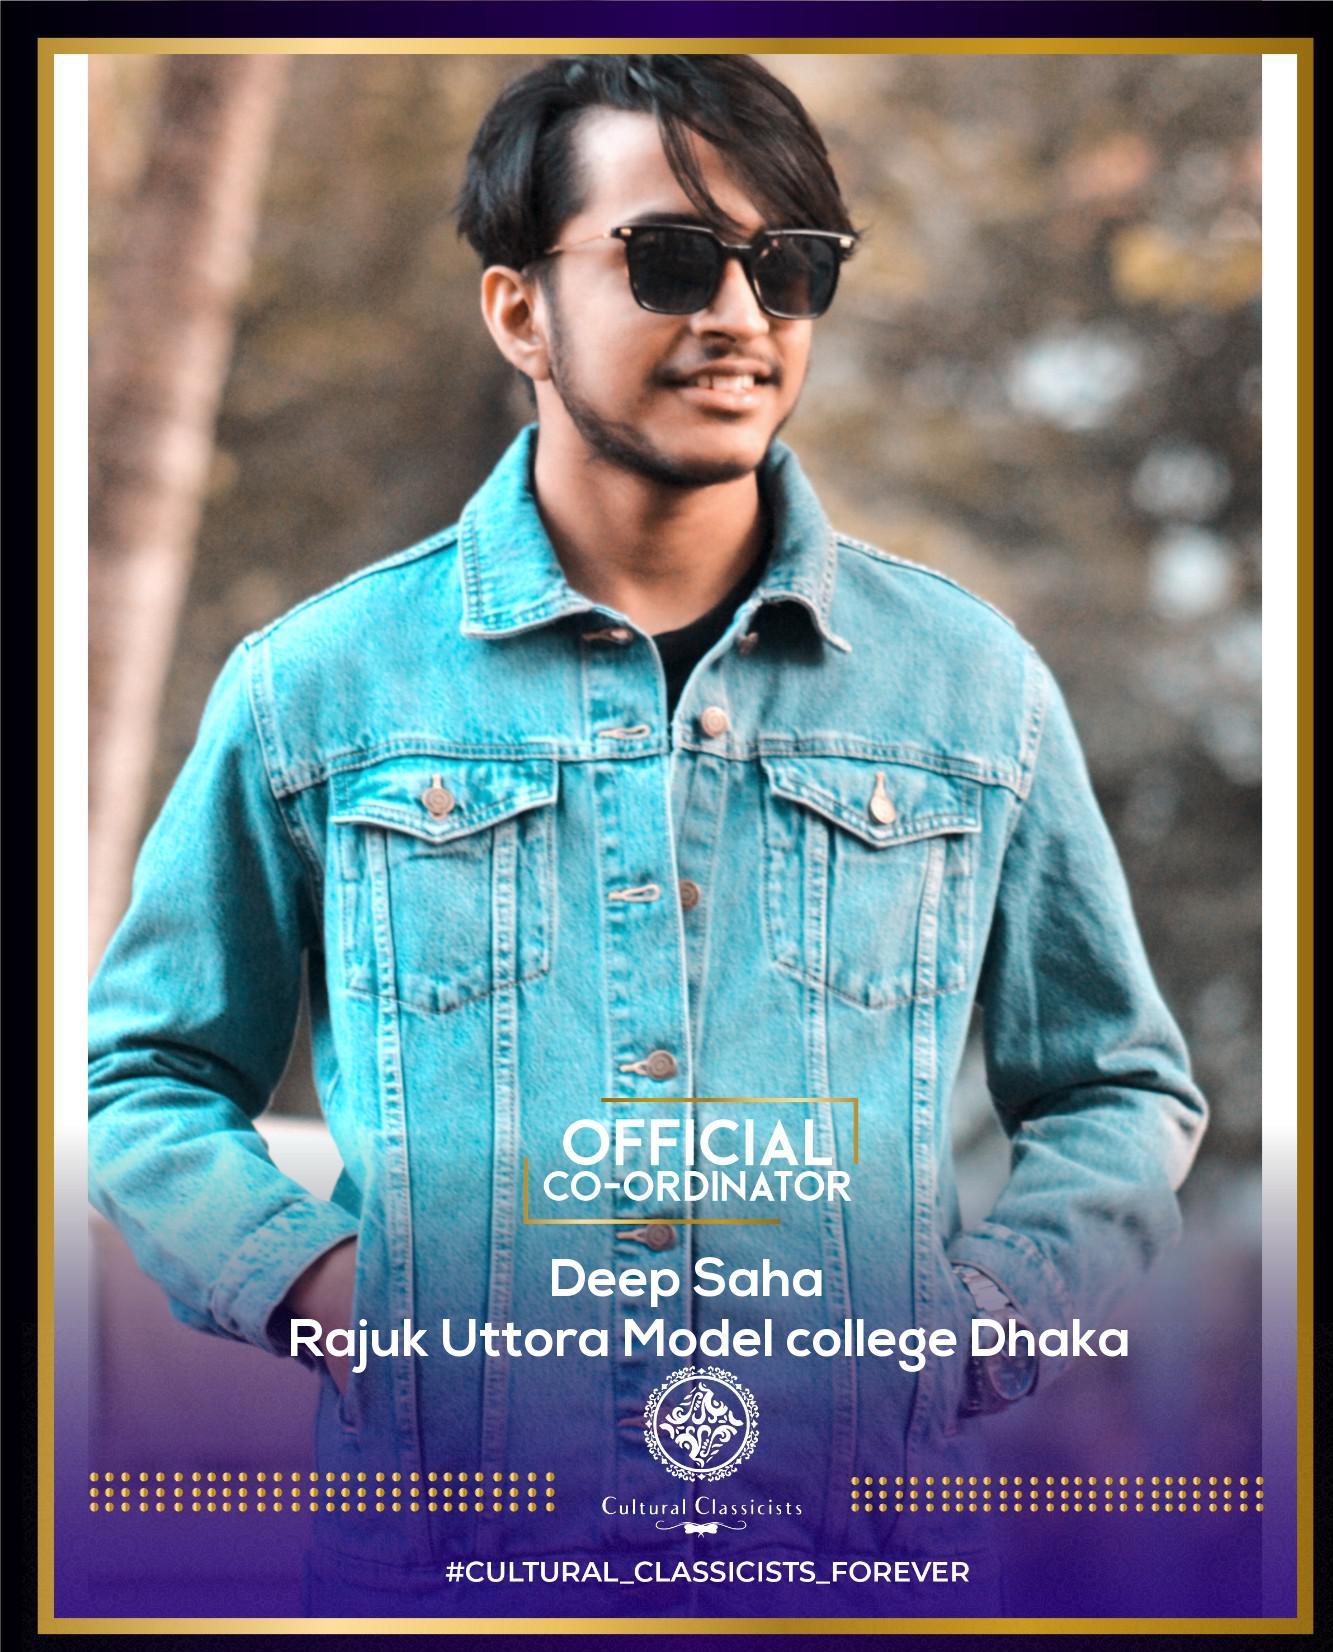 OFFICIAL
CO-ORDINATOR
Deep Saha
Rajuk Uttora Model college Dhaka
Cultural Classicists
#CULTURAL_CLASSICISTS_FOREVER